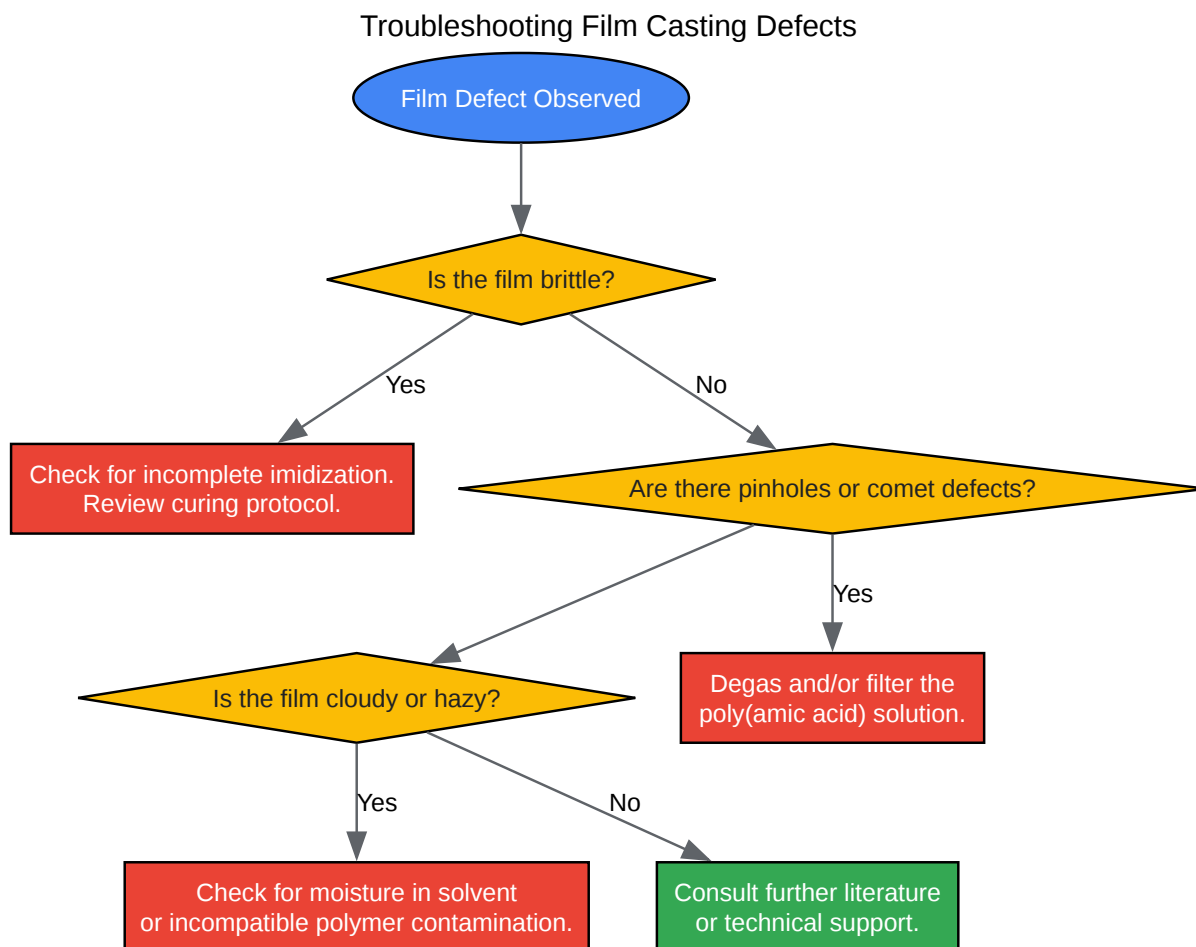 Troubleshooting Film Casting Defects
Film Defect Observed
Is the film brittle?
Yes
No
Check for incomplete imidization.
Review curing protocol.
Are there pinholes or comet defects?
Yes
Is the film cloudy or hazy?
Degas and/or filter the
poly(amic acid) solution.
Yes
No
Check for moisture in solvent
or incompatible polymer contamination.
Consult further literature
or technical support.